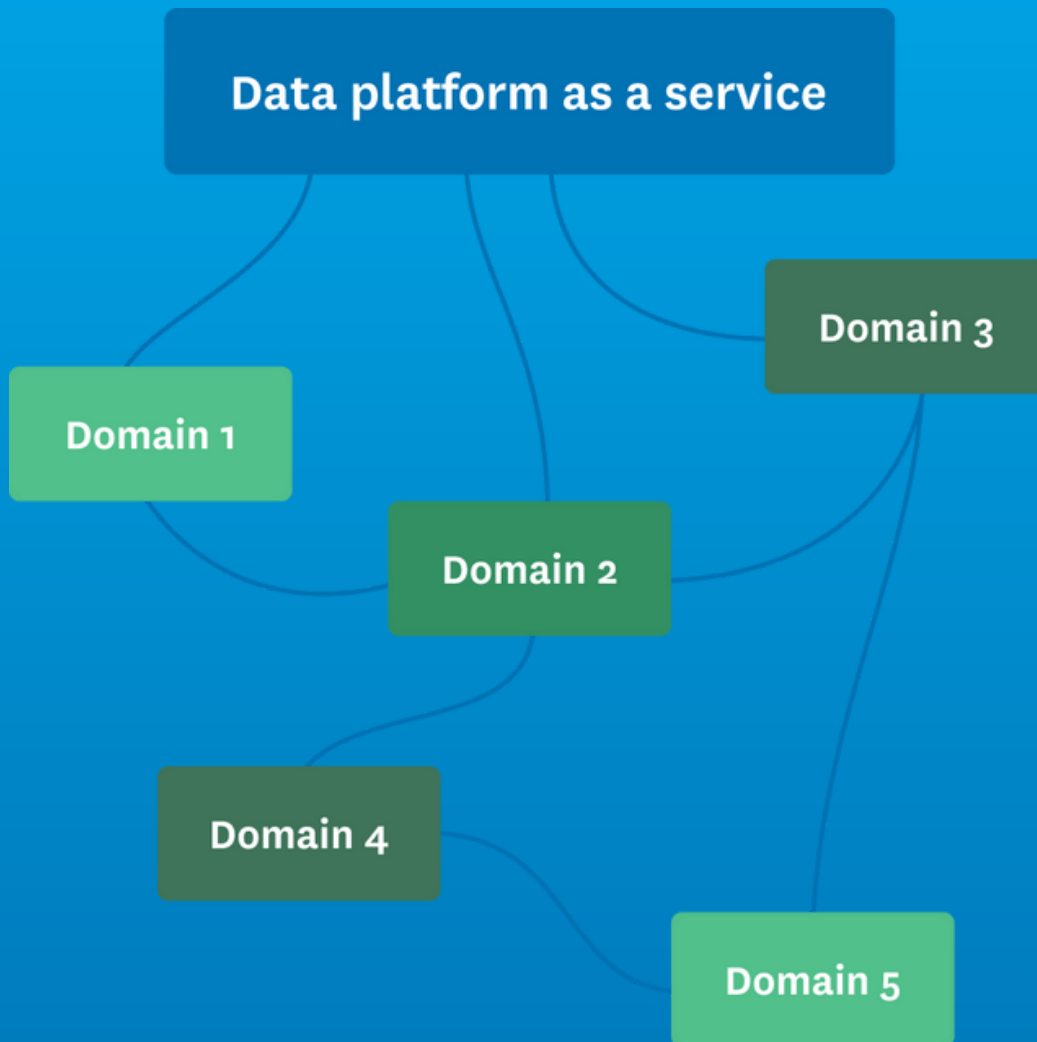 Data platform as a service
Domain 3
Domain 1
Domain 2
Domain 4
Domain 5